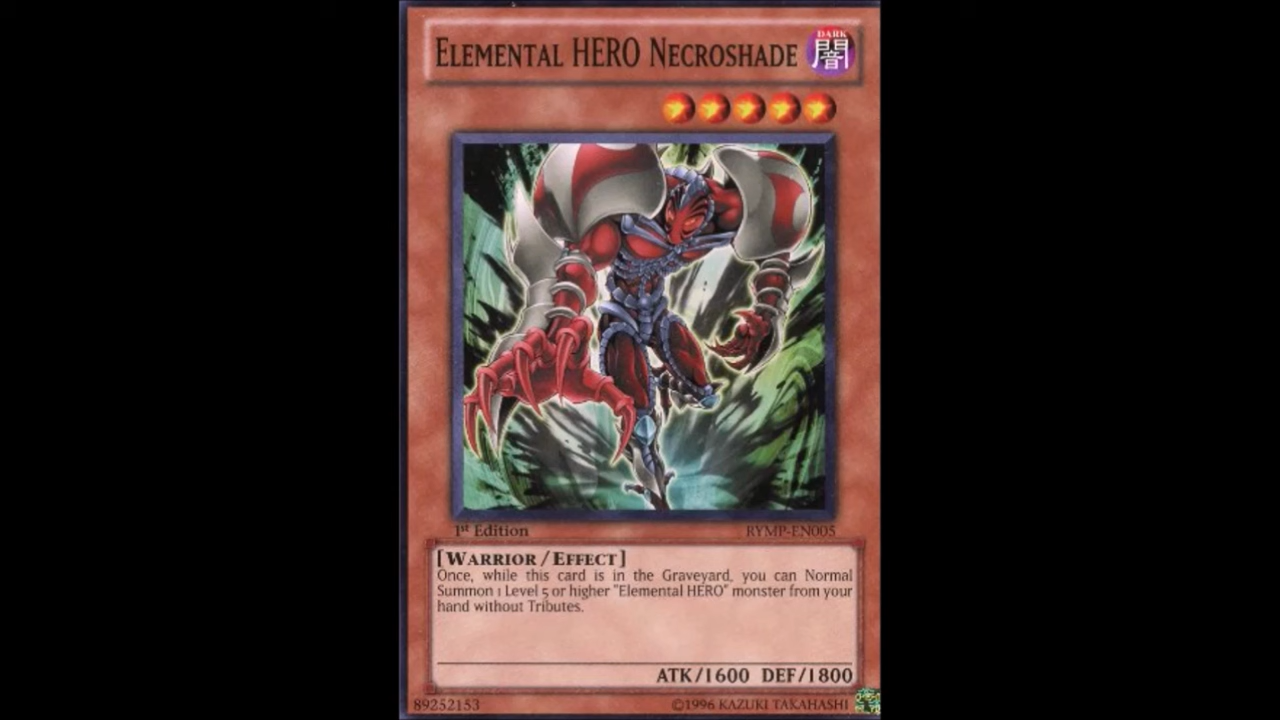 Elemental HERO Necroshade
DARK
闇
1st Edition
RYMP-EN005
[Warrior / Effect]
Once, while this card is in the Graveyard, you can Normal
Summon 1 Level 5 or higher "Elemental HERO" monster from your
hand without Tributes.
ATK/1600 DEF/1800
89252153
©1996 KAZUKI TAKAHASHI